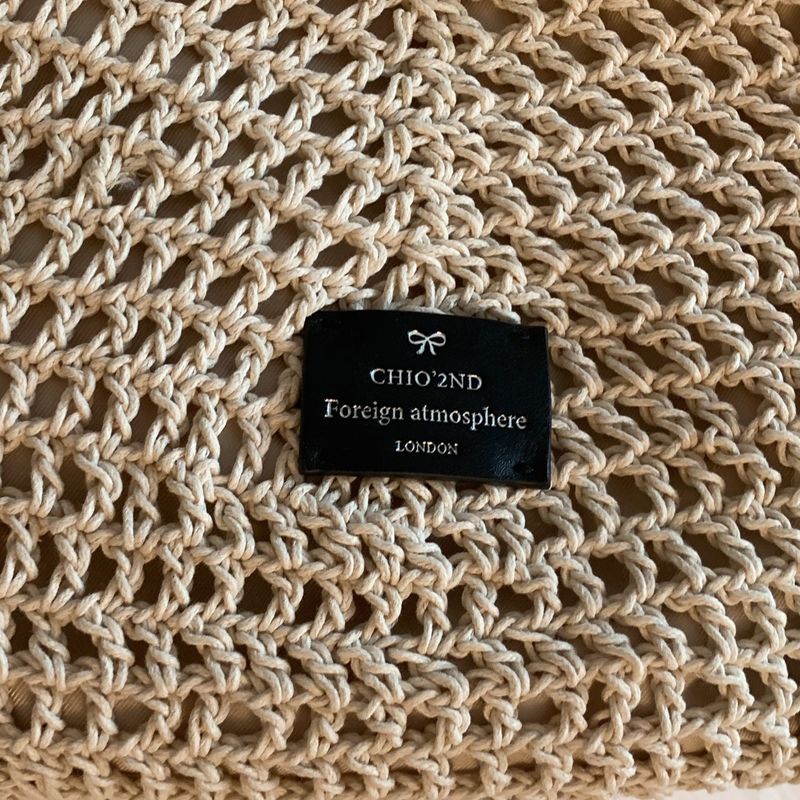 CHIO'2ND
Foreign atmosphere
LONDON